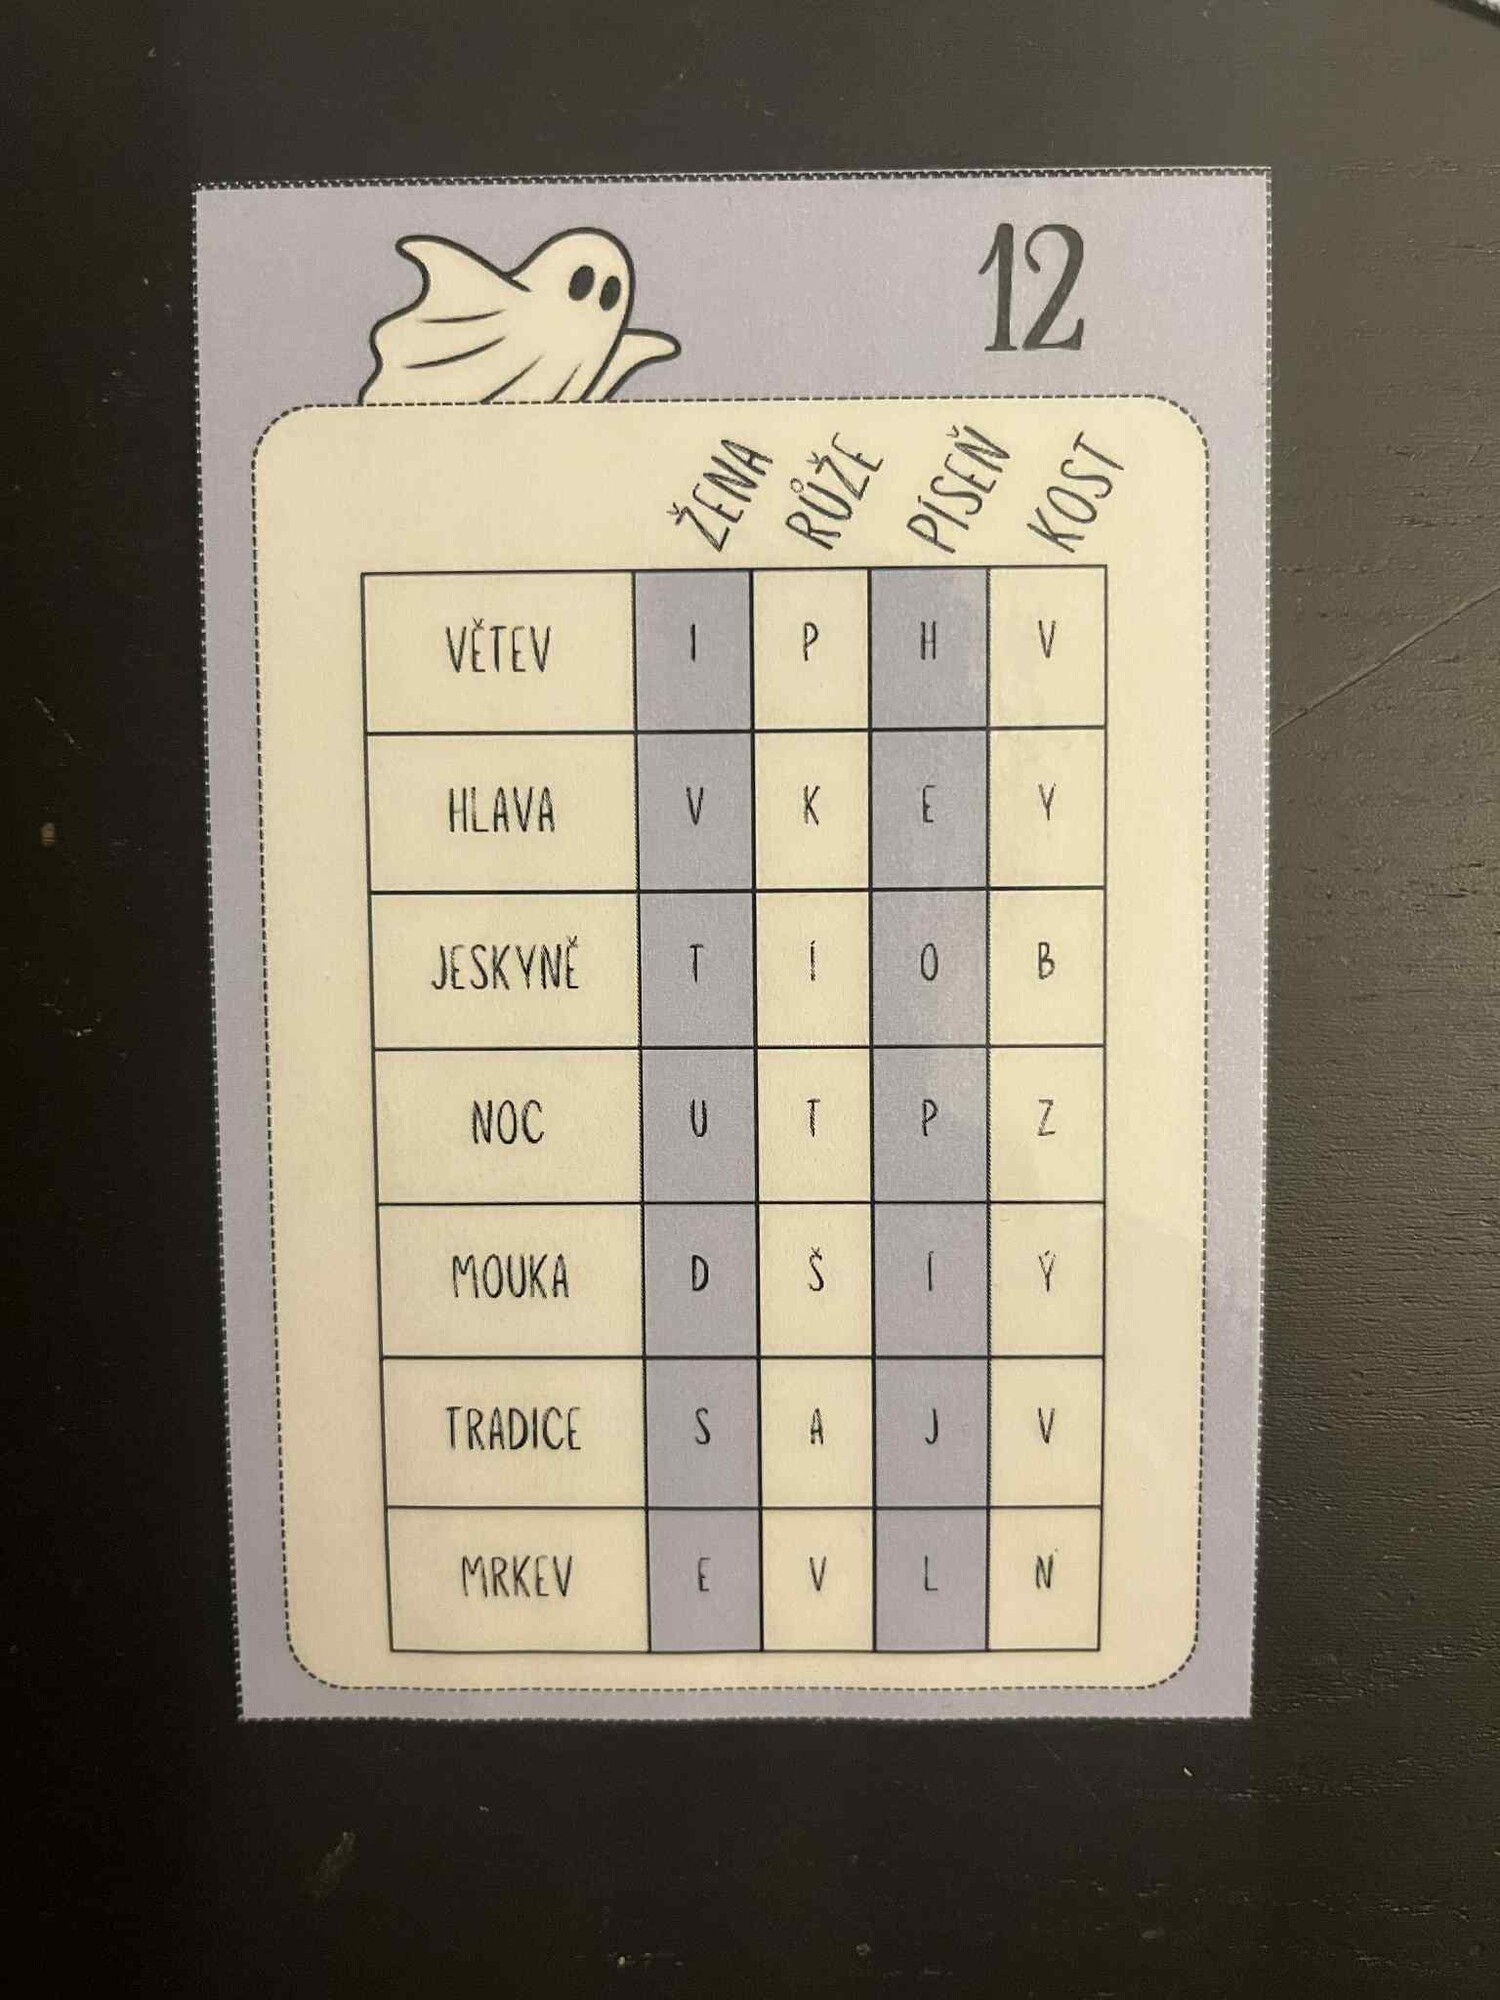 12
ŽENA RŮŽE PÍSEŇ KOST
VĚTEV I P H V
HLAVA V K E Y
JESKYNĚ T Í O B
NOC U T P Z
MOUKA D Š Í Ý
TRADICE S A J V
MRKEV E V L N